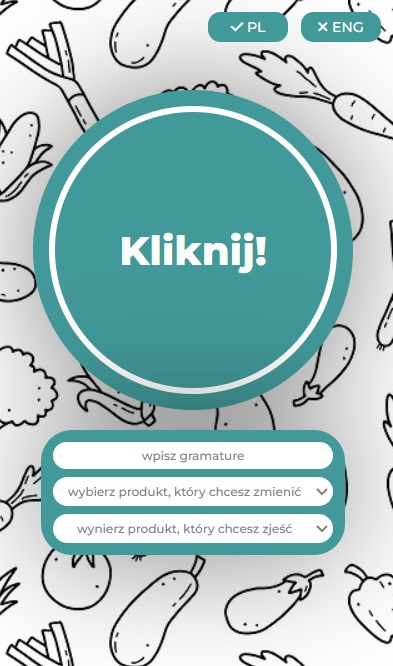 PL
ENG
Kliknij!
wpisz gramature
wybierz produkt, który chcesz zmienić
wynierz produkt, który chcesz zjeść